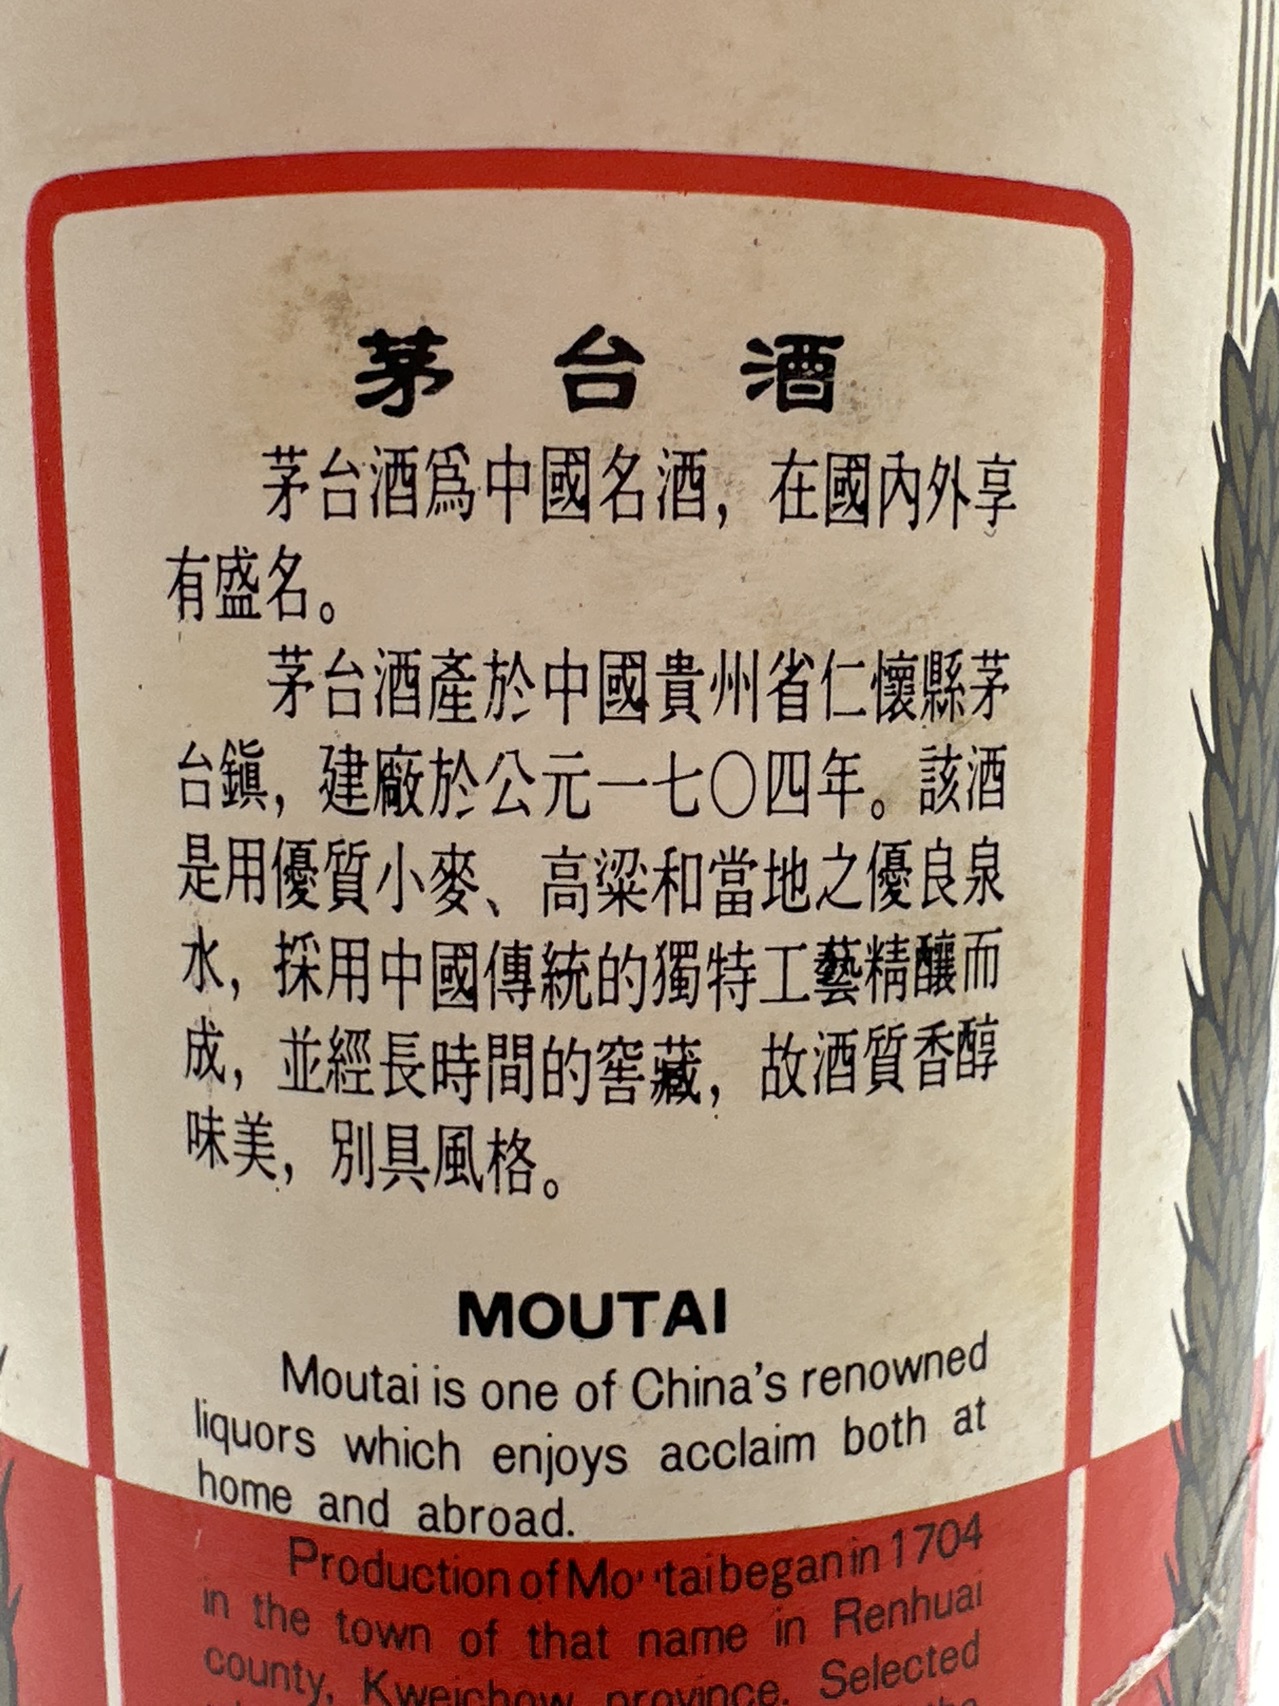 茅台酒
茅台酒爲中國名酒，在國內外享
有盛名。
茅台酒產於中國貴州省仁懷縣茅
台鎭，建廠於公元一七〇四年。該酒
是用優質小麥、高粱和當地之優良泉
水，採用中國傳統的獨特工藝精釀而
成，並經長時間的窖藏，故酒質香醇
味美，別具風格。
MOUTAI
Moutai is one of China's renowned
liquors which enjoys acclaim both at
home and abroad.
Production of Moutai began in 1704
in the town of that name in Renhuai
county, Kweichow province. Selected